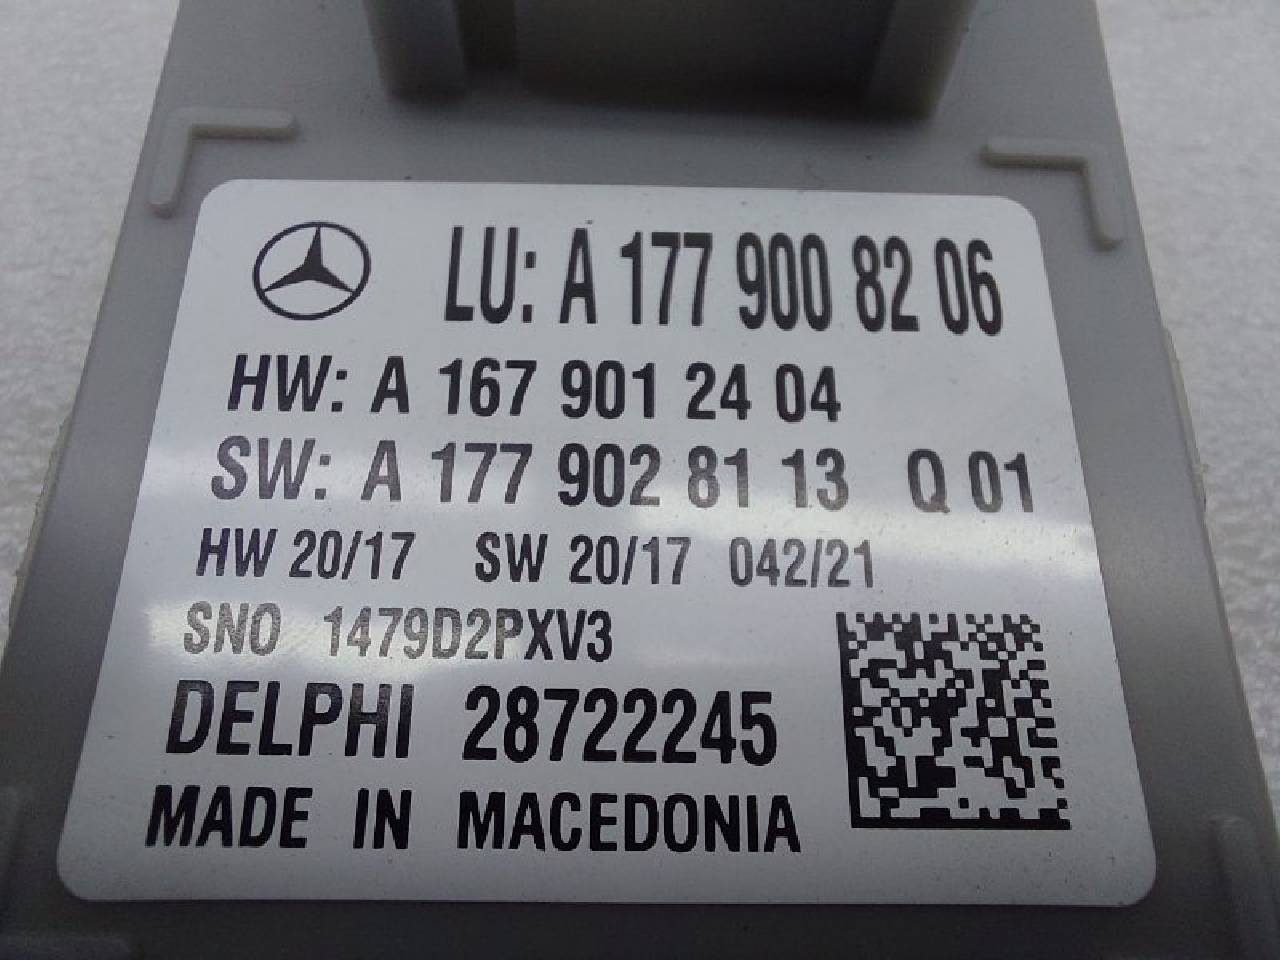 LU: A 177 900 82 06
HW: A 167 901 24 04
SW: A 177 902 81 13 Q 01
HW 20/17 SW 20/17 042/21
SNO 1479D2PXV3
DELPHI 28722245
MADE IN MACEDONIA